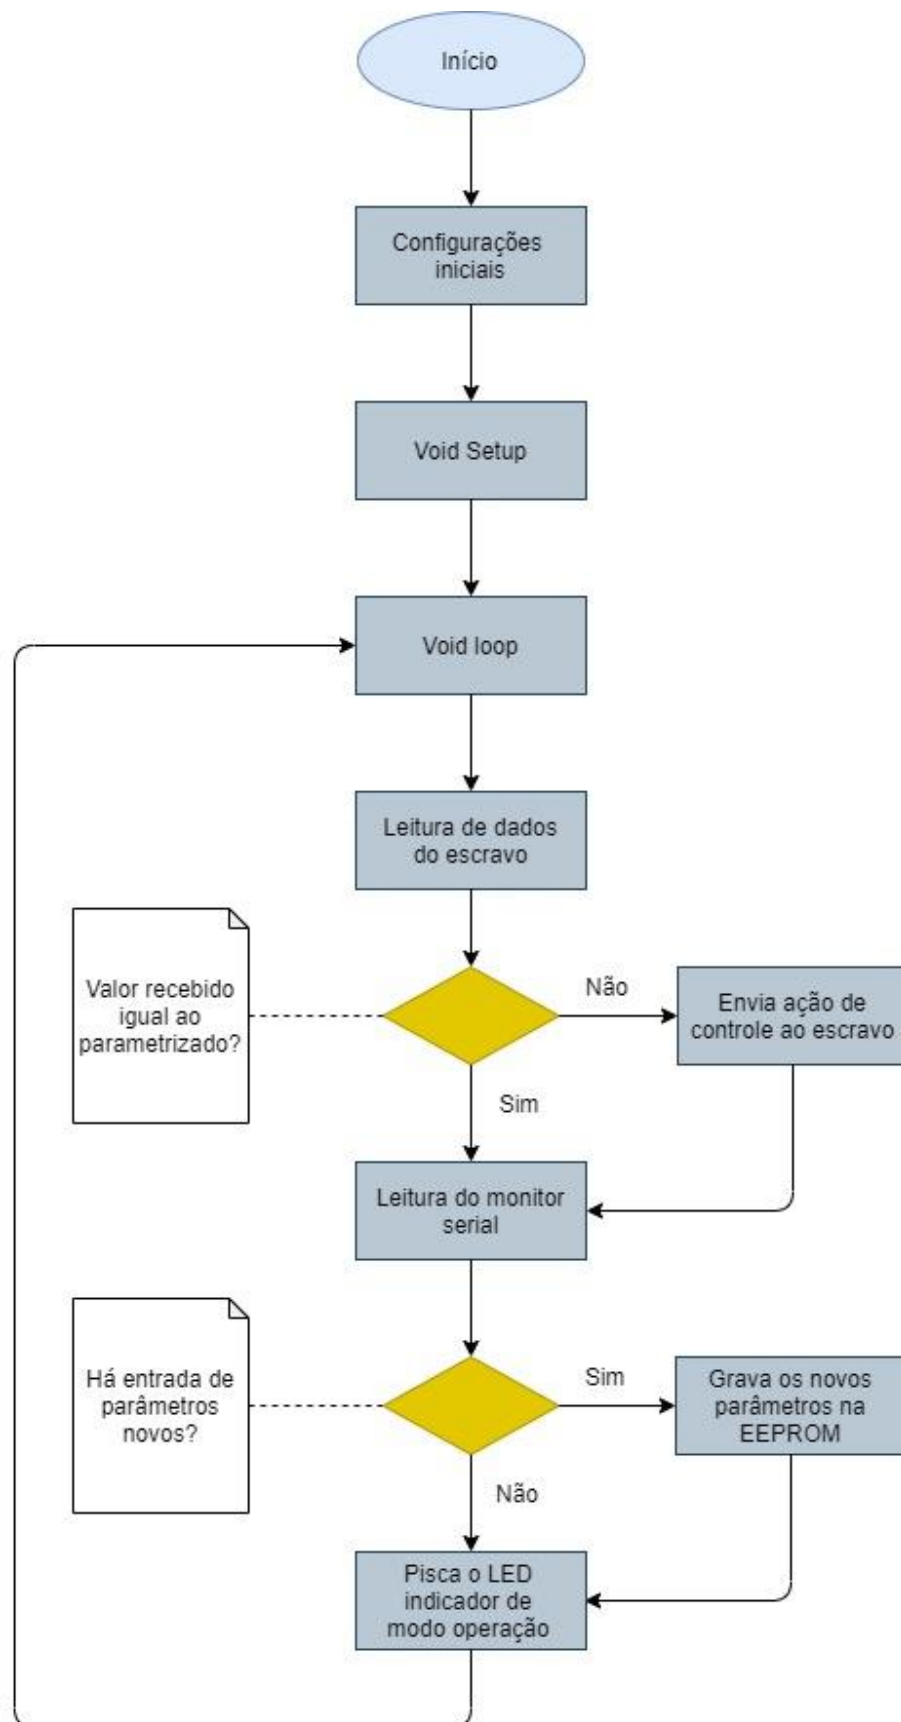 Início
Configurações
iniciais
Void Setup
Void loop
Leitura de dados
do escravo
Valor recebido
igual ao
parametrizado?
Não
Envia ação de
controle ao escravo
Sim
Leitura do monitor
serial
Há entrada de
parâmetros
novos?
Sim
Grava os novos
parâmetros na
EEPROM
Não
Pisca o LED
indicador de
modo operação